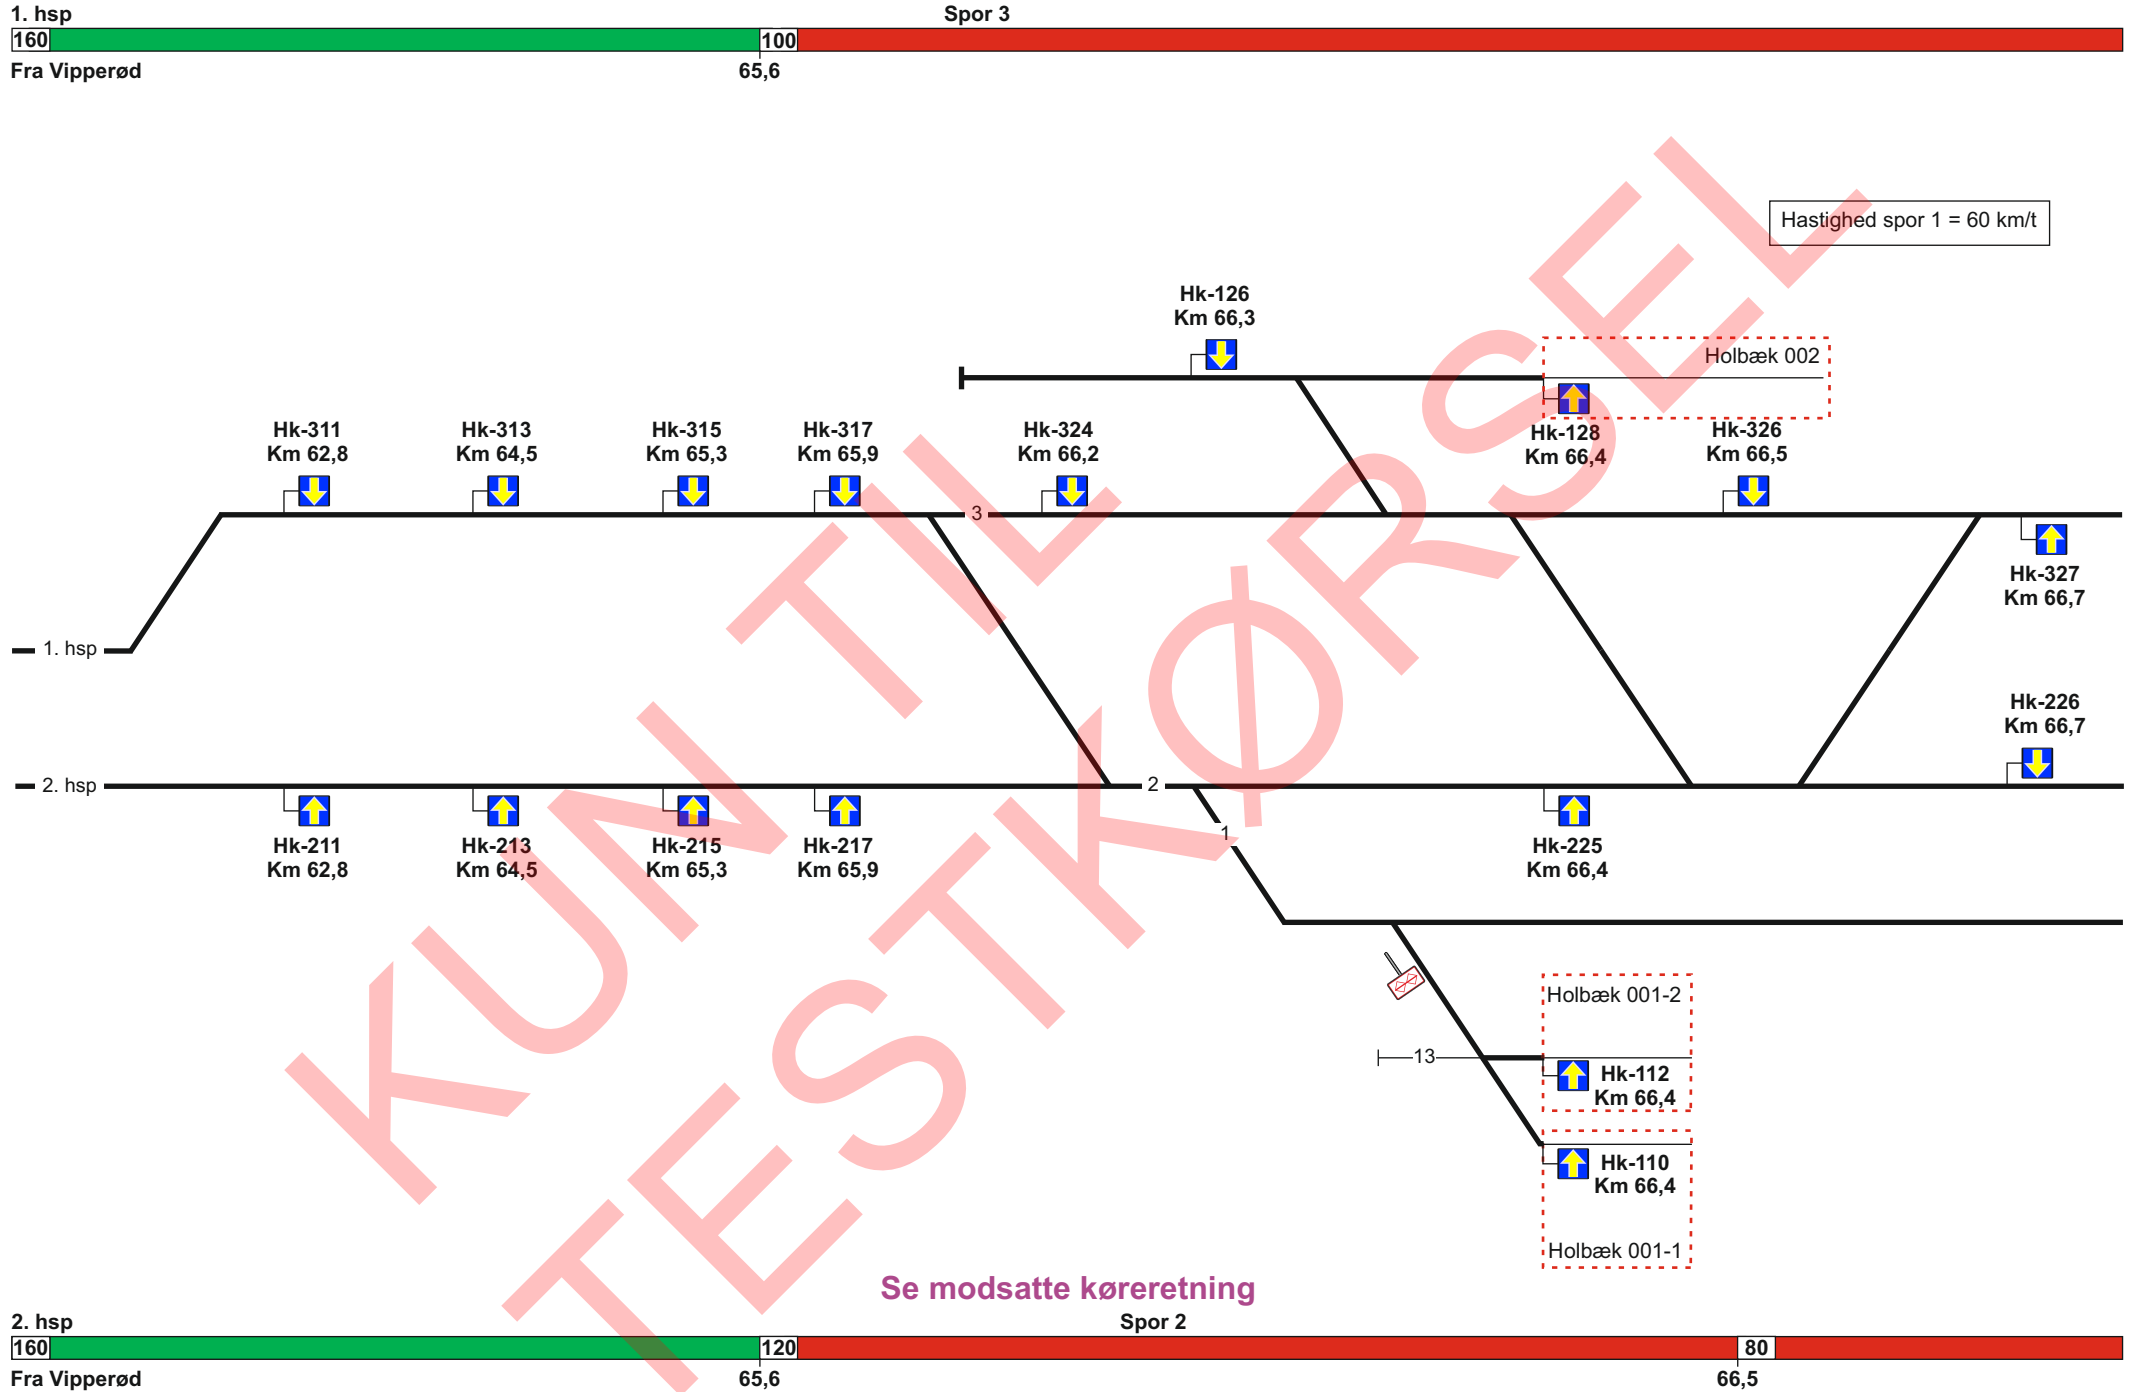 1. hsp
Spor 3
160
100
Fra Vipperød
65,6
Hastighed spor 1 = 60 km/t
Hk-126
Km 66,3
Holbæk 002
Hk-128
Km 66,4
Hk-311
Km 62,8
Hk-313
Km 64,5
Hk-315
Km 65,3
Hk-317
Km 65,9
Hk-324
Km 66,2
Hk-326
Km 66,5
3
Hk-327
Km 66,7
1. hsp
Hk-226
Km 66,7
2. hsp
2
1
Hk-211
Km 62,8
Hk-213
Km 64,5
Hk-215
Km 65,3
Hk-217
Km 65,9
Hk-225
Km 66,4
Holbæk 001-2
13
Hk-112
Km 66,4
Hk-110
Km 66,4
Holbæk 001-1
KUN TIL
TESTKØRSEL
Se modsatte køreretning
2. hsp
Spor 2
160
120
80
Fra Vipperød
65,6
66,5